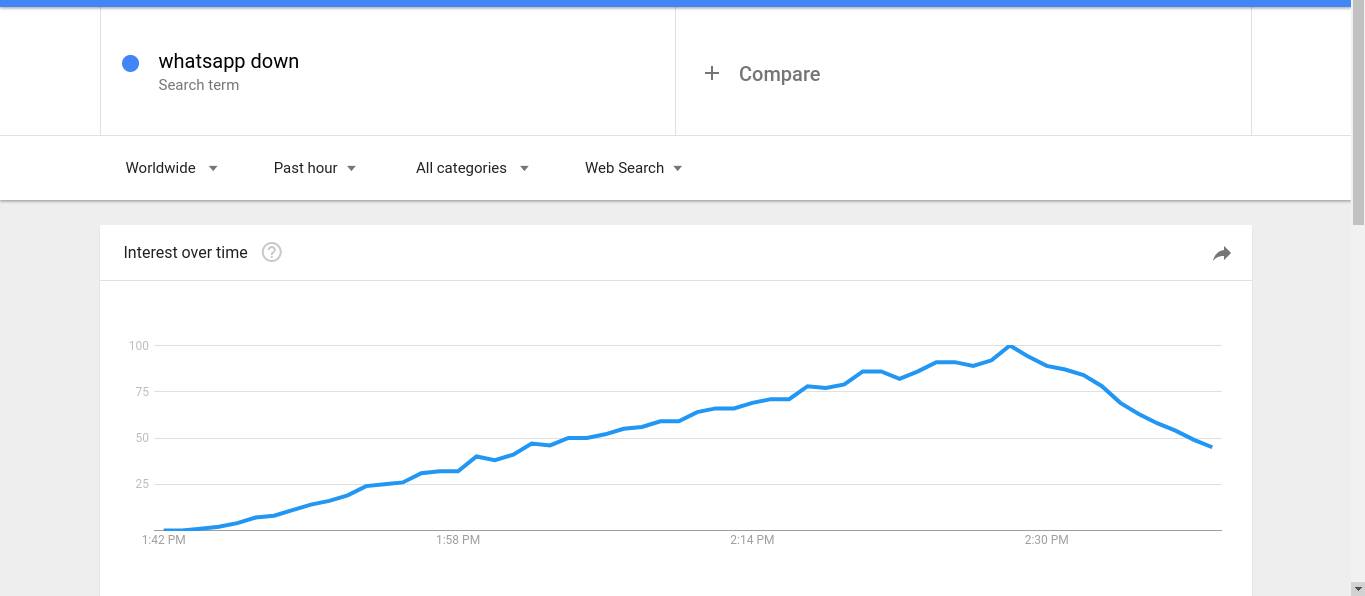 whatsapp down
Search term
+ Compare
Worldwide
Past hour
All categories
Web Search
Interest over time ?
100
75
50
25
1:42 PM
1:58 PM
2:14 PM
2:30 PM